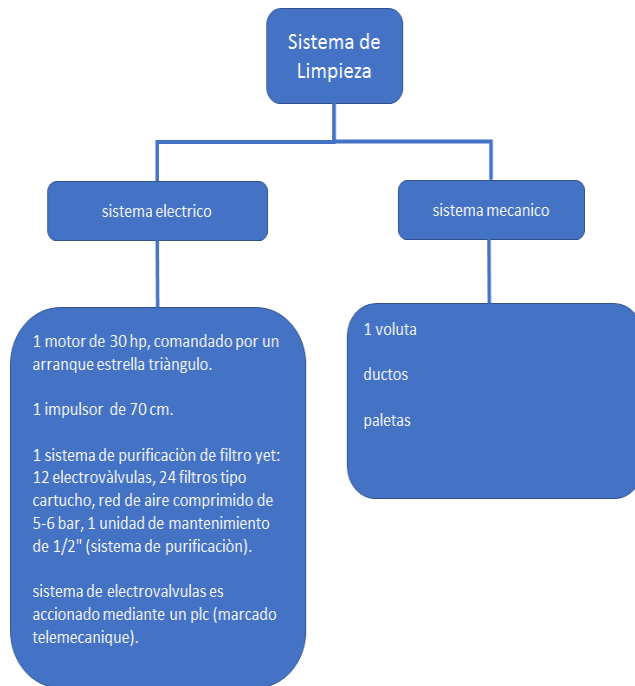 Sistema de
Limpieza
sistema electrico
sistema mecanico
1 motor de 30 hp, comandado por un
arranque estrella triàngulo.
1 impulsor  de 70 cm.
1 sistema de purificaciòn de filtro yet:
12 electrovàlvulas, 24 filtros tipo
cartucho, red de aire comprimido de
5-6 bar, 1 unidad de mantenimiento
de 1/2" (sistema de purificaciòn).
sistema de electrovalvulas es
accionado mediante un plc (marcado
telemecanique).
1 voluta
ductos
paletas